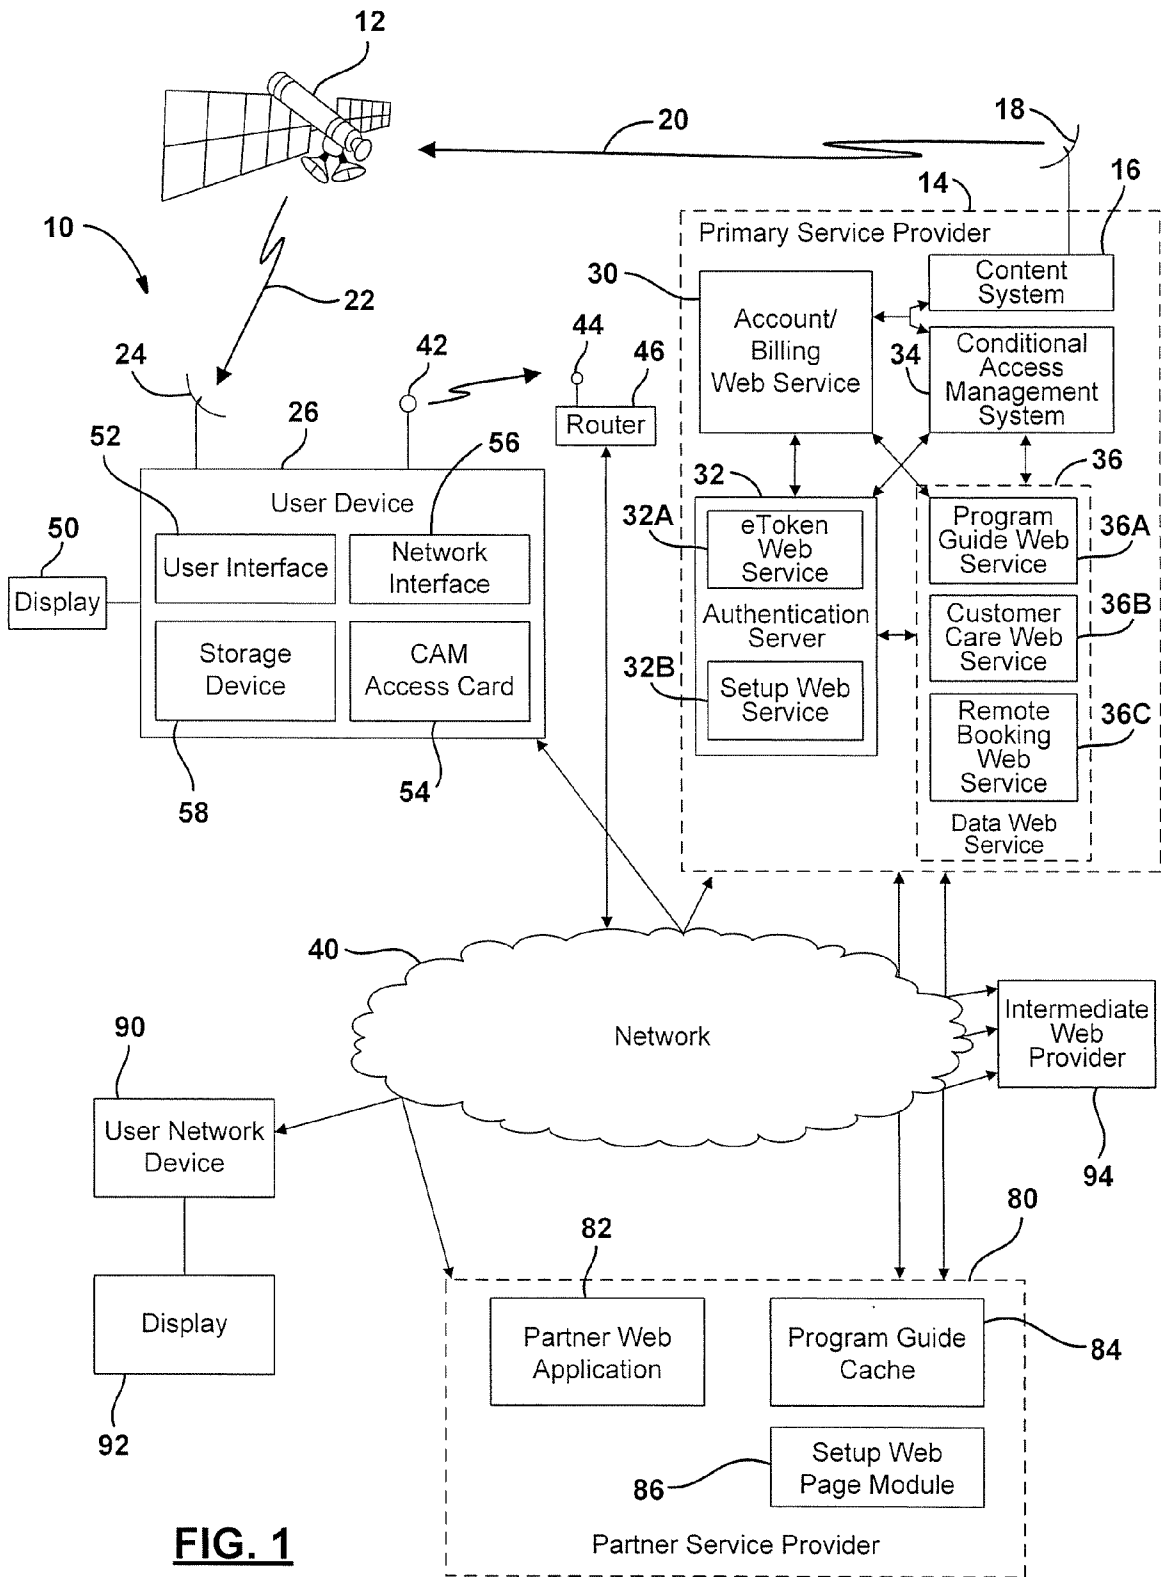 12
20
18
14
16
10
Primary Service Provider
30
Content
System
22
44
Account/
Billing
Web Service
34
Conditional
Access
Management
System
24
42
46
Router
52
26
56
36
User Device
32
50
32A
eToken
Web
Service
Program
Guide Web
Service
36A
User Interface
Network
Interface
Display
Authentication
Server
Customer
Care Web
Service
36B
Storage
Device
CAM
Access Card
32B
Setup Web
Service
Remote
Booking
Web
Service
36C
58
54
Data Web
Service
40
Network
Intermediate
Web
Provider
90
User Network
Device
94
80
82
Display
Partner Web
Application
Program Guide
Cache
84
92
86
Setup Web
Page Module
FIG. 1
Partner Service Provider